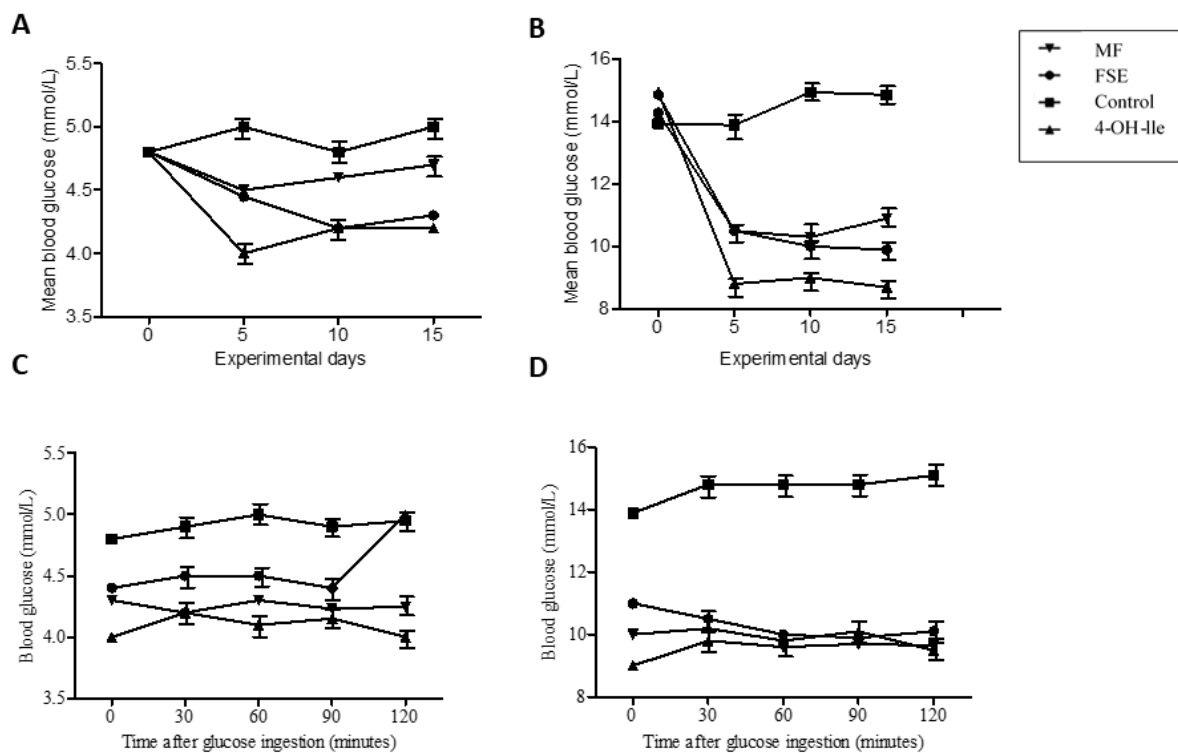 A
5.5
5.0
4.5
4.0
3.5
Mean blood glucose (mmol/L)
0 5 10 15
Experimental days
B
16
14
12
10
8
Mean blood glucose (mmol/L)
0 5 10 15
Experimental days
MF
FSE
Control
4-OH-Ile
C
5.5
5.0
4.5
4.0
3.5
Blood glucose (mmol/L)
0 30 60 90 120
Time after glucose ingestion (minutes)
D
16
14
12
10
8
Blood glucose (mmol/L)
0 30 60 90 120
Time after glucose ingestion (minutes)